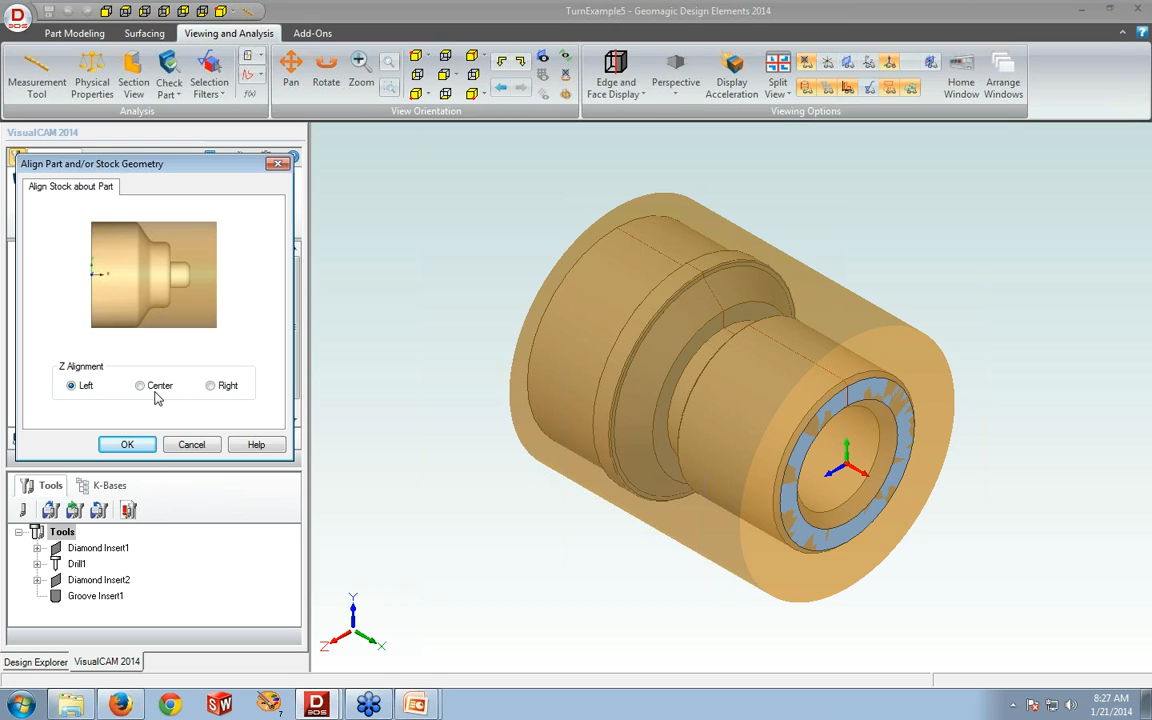 TurnExample5 - Geomagic Design Elements 2014
Part Modeling
Surfacing
Viewing and Analysis
Add-Ons
Measurement Tool
Physical Properties
Section View
Check Part
Selection Filters
f(x)
Pan
Rotate
Zoom
Edge and Face Display
Perspective
Display Acceleration
Split View
Home Window
Arrange Windows
Analysis
View Orientation
Viewing Options
VisualCAM 2014
Align Part and/or Stock Geometry
Align Stock about Part
Z Alignment
Left
Center
Right
OK
Cancel
Help
Tools
K-Bases
Tools
Diamond Insert1
Drill1
Diamond Insert2
Groove Insert1
Y
Z
X
Design Explorer
VisualCAM 2014
8:27 AM
1/21/2014